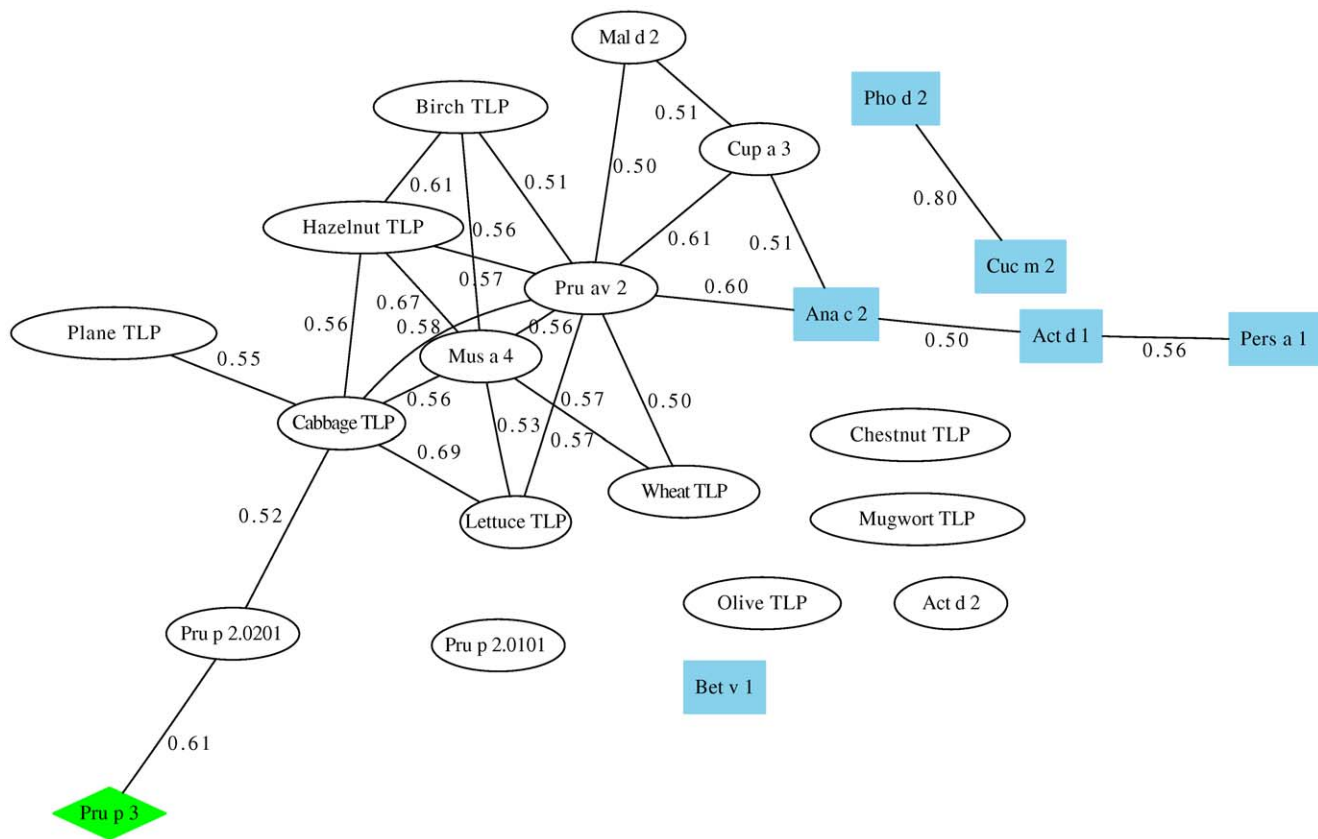 Mal d 2
Pho d 2
Birch TLP
0.51
Cup a 3
0.50
0.61
0.51
0.80
Hazelnut TLP
0.56
0.61
0.51
Cuc m 2
0.57
Pru av 2
0.60
Ana c 2
0.67
0.58
0.56
0.56
Plane TLP
0.50
Act d 1
0.56
Pers a 1
0.55
Mus a 4
0.56
0.57
0.50
Cabbage TLP
0.53
0.57
Chestnut TLP
0.69
Wheat TLP
0.52
Lettuce TLP
Mugwort TLP
Olive TLP
Act d 2
Pru p 2.0201
Pru p 2.0101
Bet v 1
0.61
Pru p 3